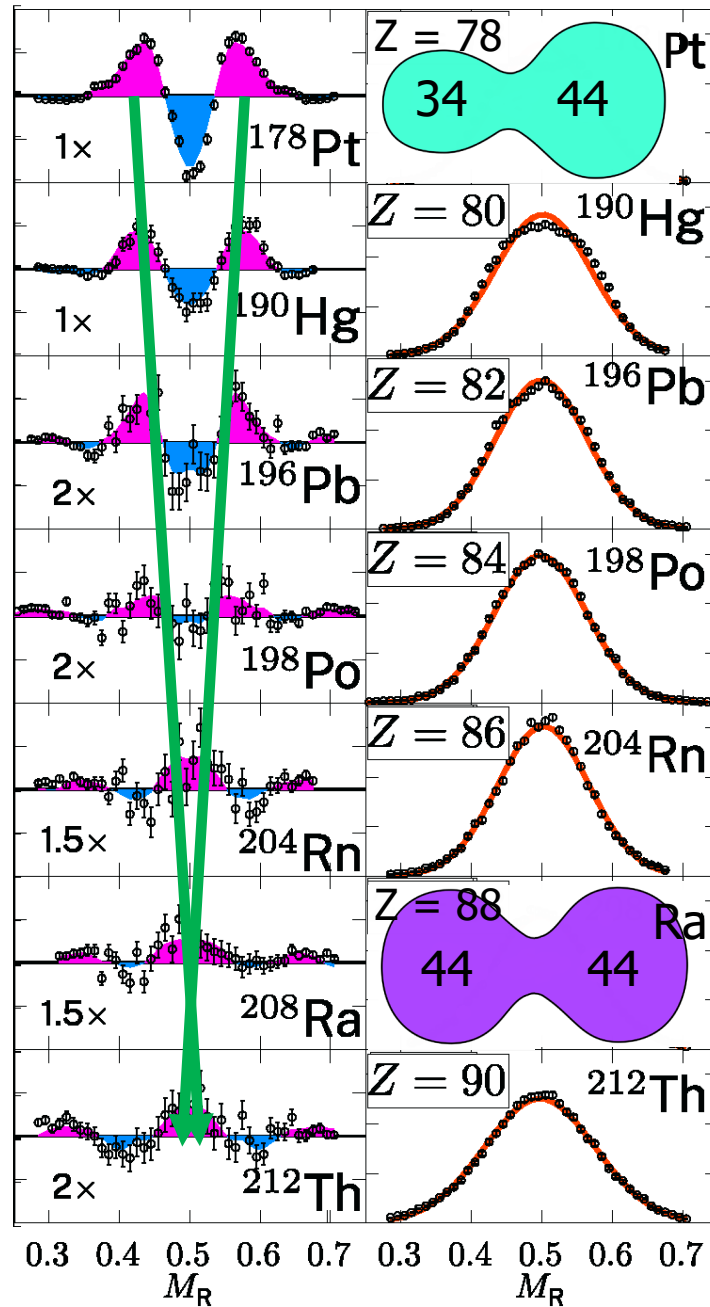 1×
178Pt
Z = 78
Pt
34
44
1×
190Hg
Z = 80
190Hg
2×
196Pb
Z = 82
196Pb
2×
198Po
Z = 84
198Po
1.5×
204Rn
Z = 86
204Rn
1.5×
208Ra
Z = 88
Ra
44
44
2×
212Th
Z = 90
212Th
0.3 0.4 0.5 0.6 0.7 0.3 0.4 0.5 0.6 0.7
MR MR